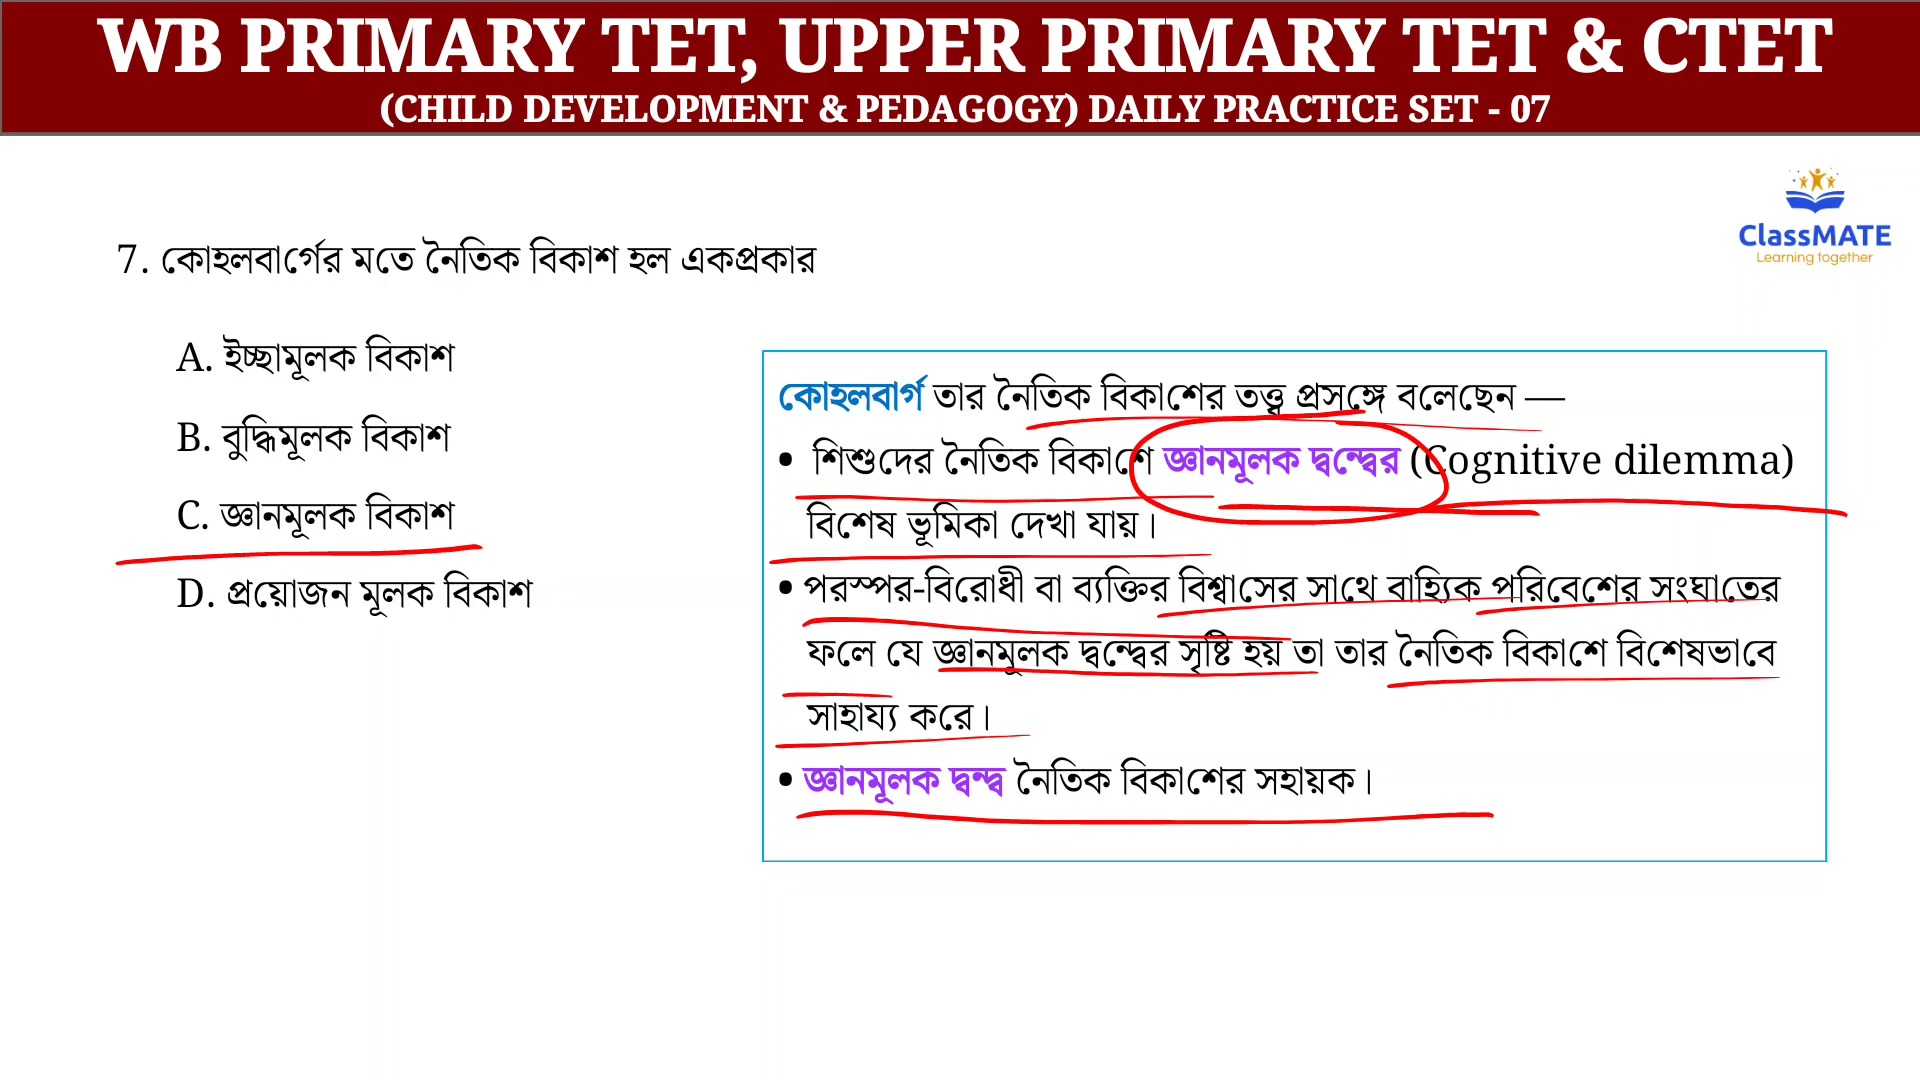 WB PRIMARY TET, UPPER PRIMARY TET & CTET
(CHILD DEVELOPMENT & PEDAGOGY) DAILY PRACTICE SET - 07
ClassMATE
Learning together
7. কোহলবার্গের মতে নৈতিক বিকাশ হল একপ্রকার
A. ইচ্ছামূলক বিকাশ
B. বুদ্ধিমূলক বিকাশ
C. জ্ঞানমূলক বিকাশ
D. প্রয়োজন মূলক বিকাশ
কোহলবার্গ তার নৈতিক বিকাশের তত্ত্ব প্রসঙ্গে বলেছেন —
• শিশুদের নৈতিক বিকাশে জ্ঞানমূলক দ্বন্দ্বের (Cognitive dilemma)
বিশেষ ভূমিকা দেখা যায়।
• পরস্পর-বিরোধী বা ব্যক্তির বিশ্বাসের সাথে বাহ্যিক পরিবেশের সংঘাতের
ফলে যে জ্ঞানমূলক দ্বন্দ্বের সৃষ্টি হয় তা তার নৈতিক বিকাশে বিশেষভাবে
সাহায্য করে।
• জ্ঞানমূলক দ্বন্দ্ব নৈতিক বিকাশের সহায়ক।